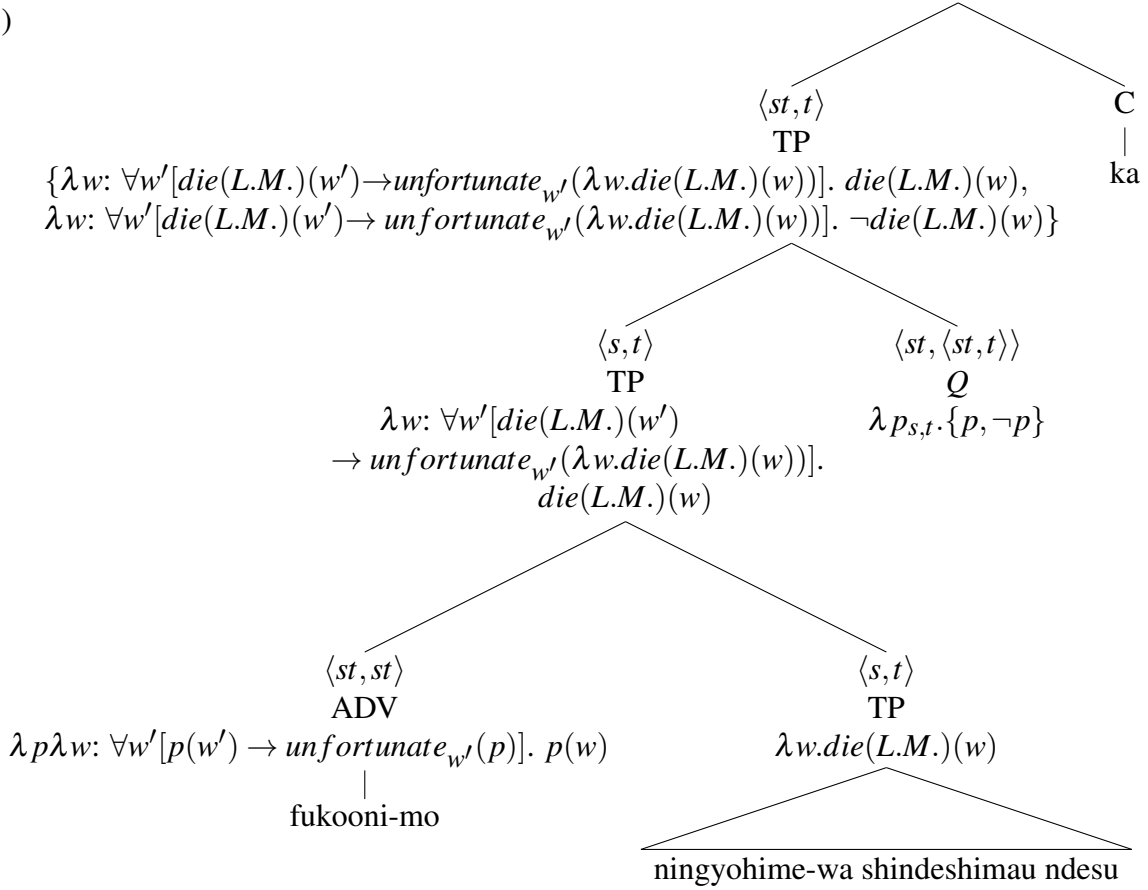 )
⟨st,t⟩
C
TP
ka
{λw: ∀w′[die(L.M.)(w′)→unfortunate_w′(λw.die(L.M.)(w))]. die(L.M.)(w),
λw: ∀w′[die(L.M.)(w′)→ unfortunate_w′(λw.die(L.M.)(w))]. ¬die(L.M.)(w)}
⟨s,t⟩
⟨st,⟨st,t⟩⟩
TP
Q
λw: ∀w′[die(L.M.)(w′)
λp_s,t.{p,¬p}
→ unfortunate_w′(λw.die(L.M.)(w))].
die(L.M.)(w)
⟨st,st⟩
⟨s,t⟩
ADV
TP
λpλw: ∀w′[p(w′) → unfortunate_w′(p)]. p(w)
λw.die(L.M.)(w)
fukooni-mo
ningyohime-wa shindeshimau ndesu